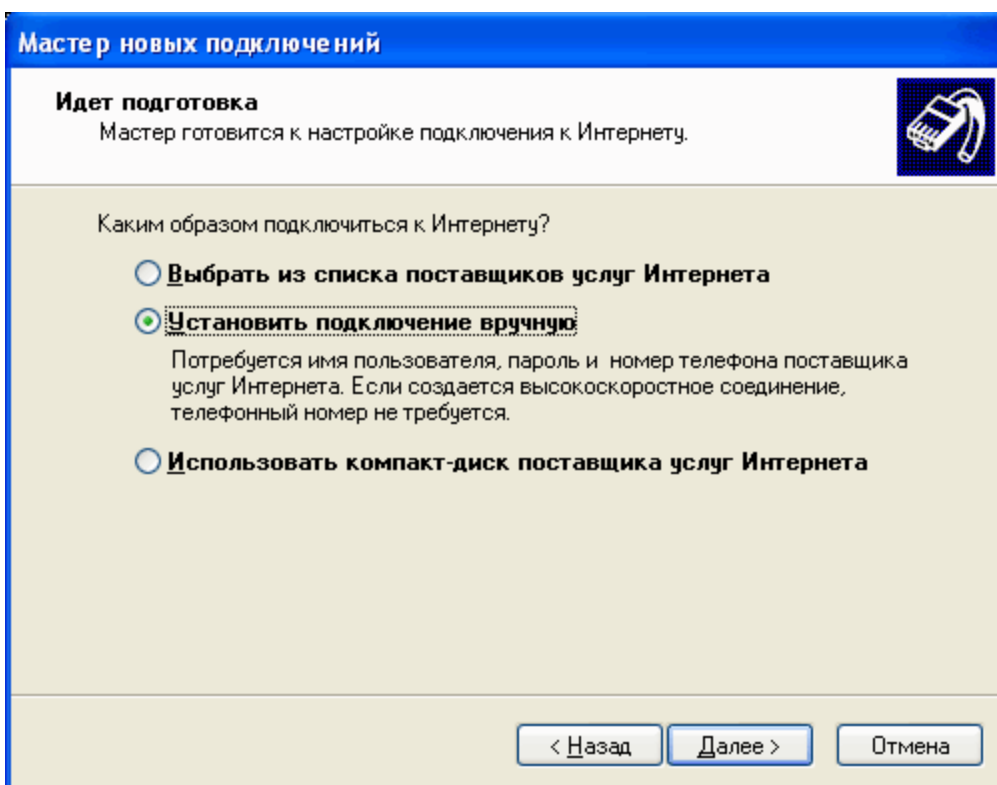 Мастер новых подключений
Идет подготовка
Мастер готовится к настройке подключения к Интернету.
Каким образом подключиться к Интернету?
Выбрать из списка поставщиков услуг Интернета
Установить подключение вручную
Потребуется имя пользователя, пароль и номер телефона поставщика
услуг Интернета. Если создается высокоскоростное соединение,
телефонный номер не требуется.
Использовать компакт-диск поставщика услуг Интернета
< Назад
Далее >
Отмена